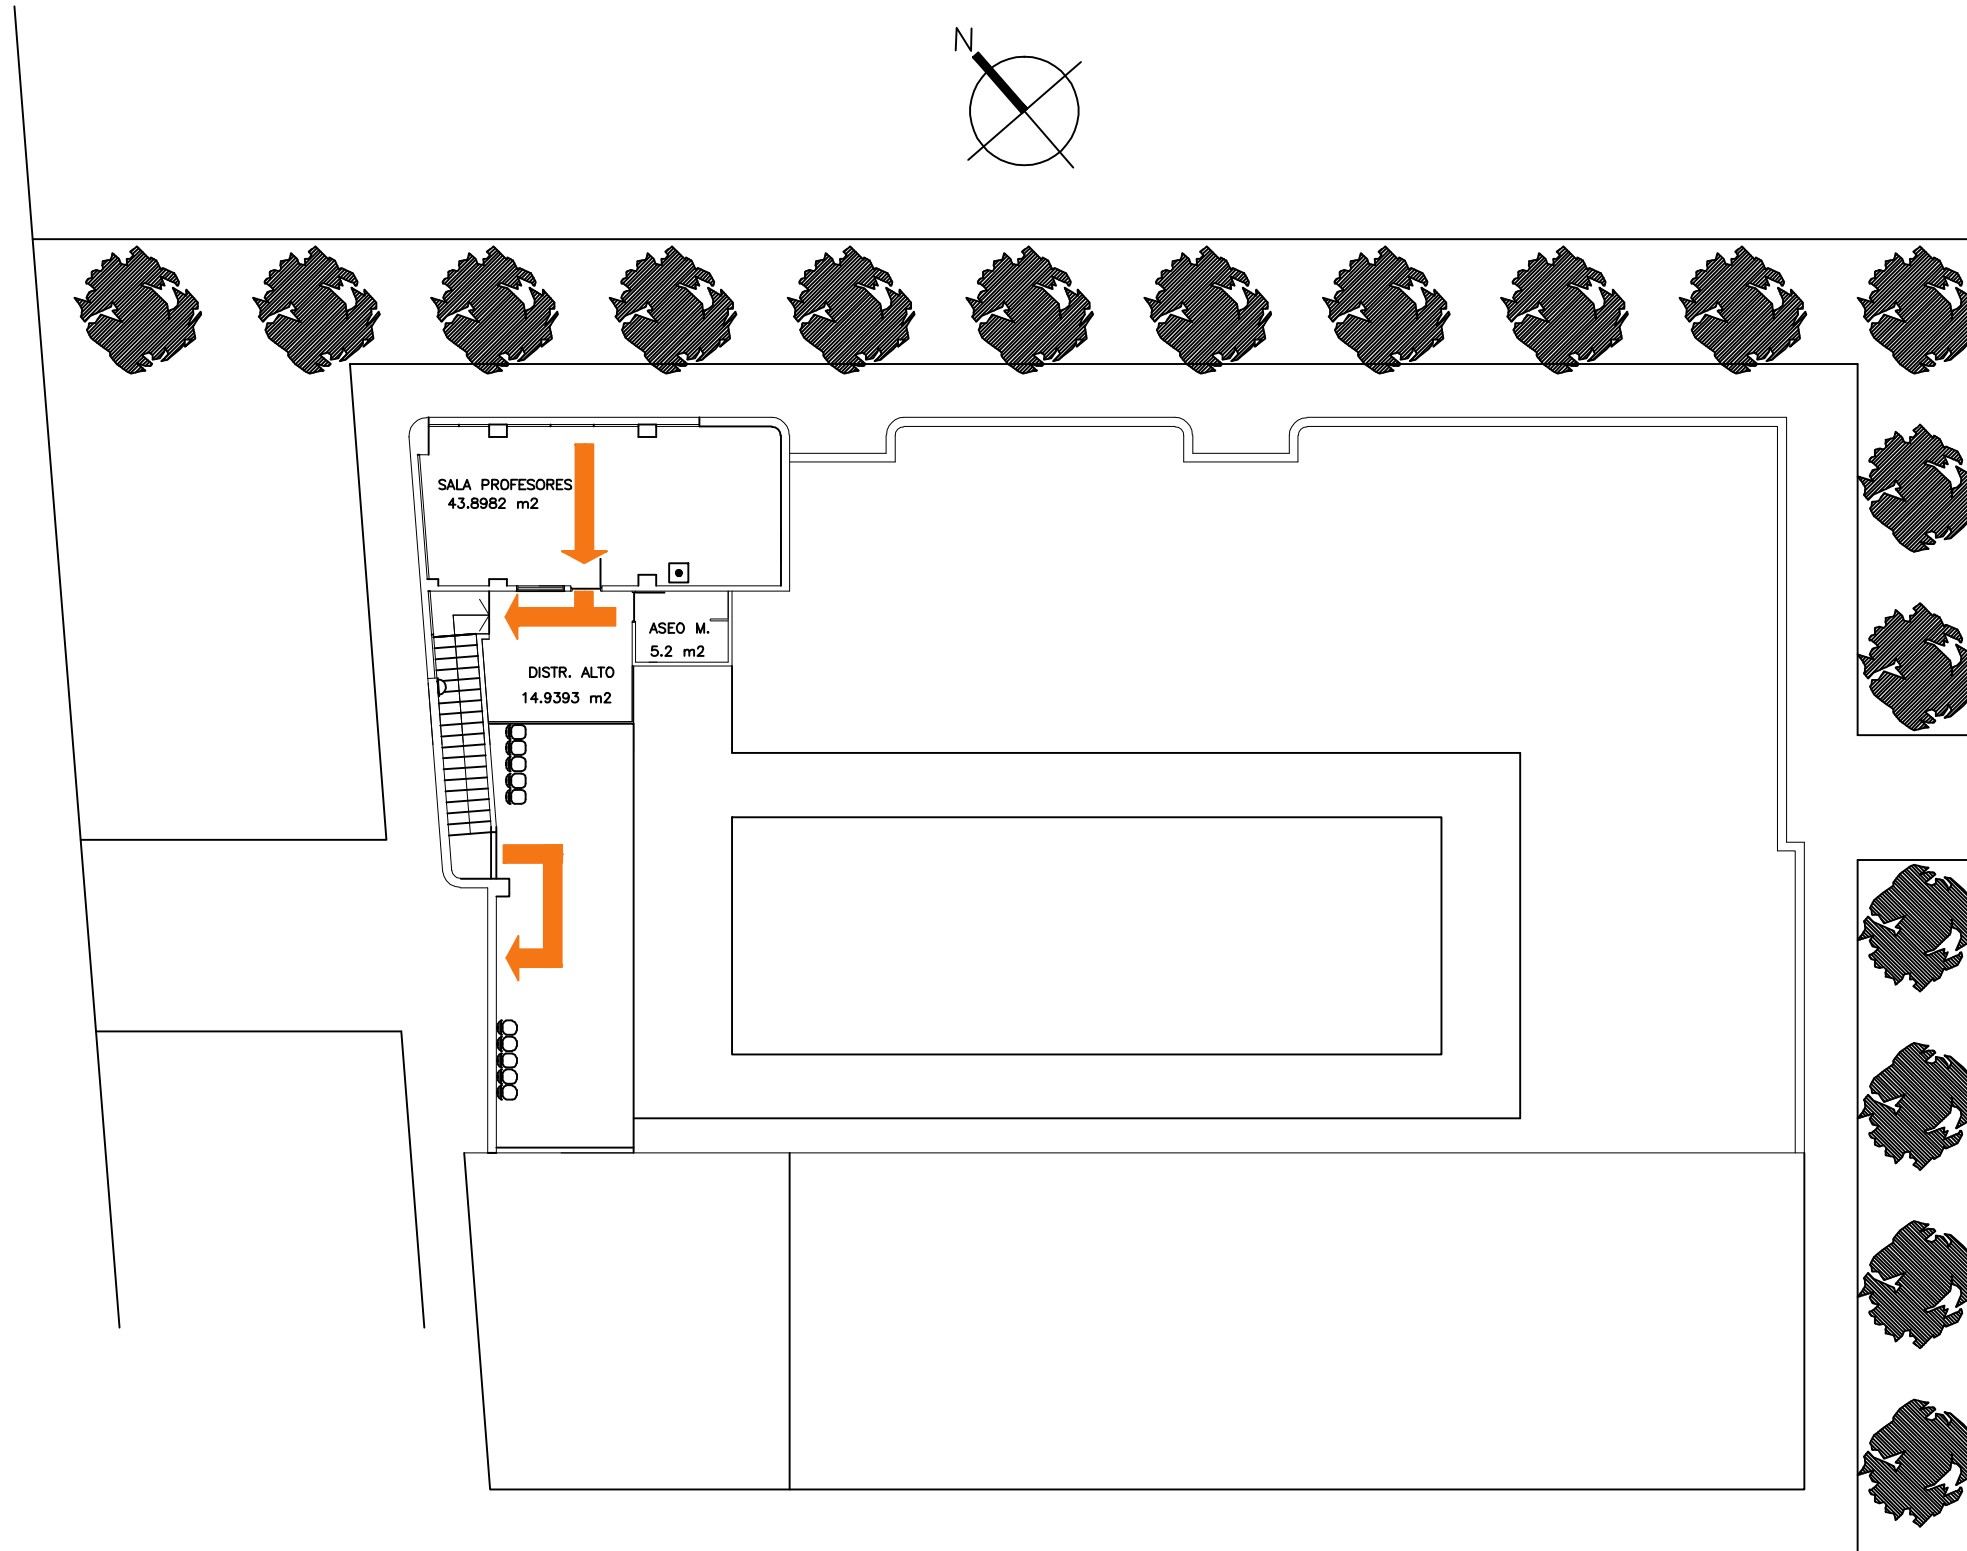 N
SALA PROFESORES
43.8982 m2
ASEO M.
5.2 m2
DISTR. ALTO
14.9393 m2